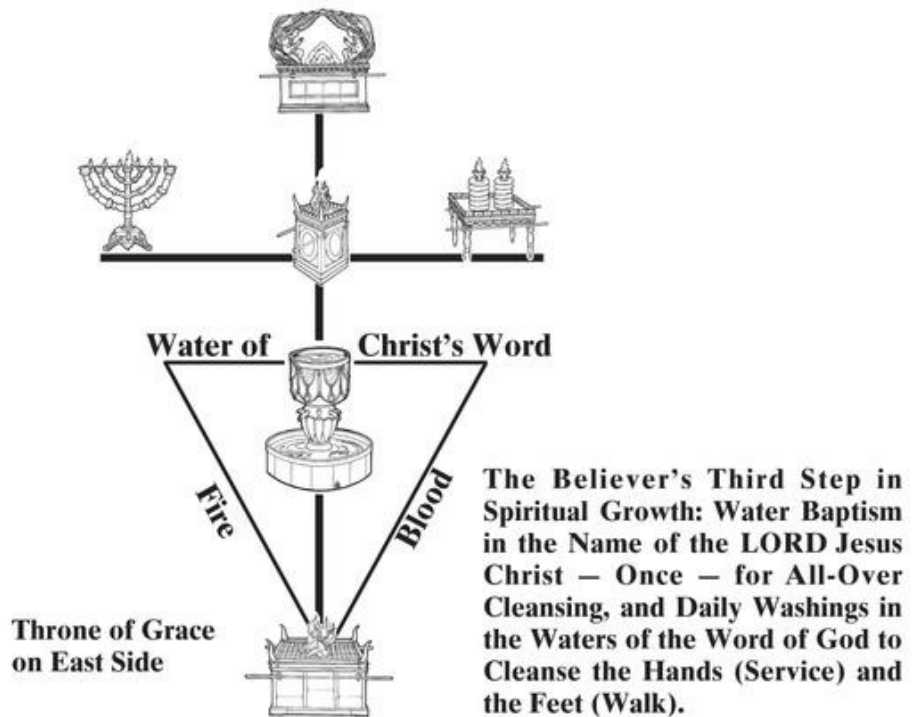 Water of Christ's Word
Fire
Blood
Throne of Grace
on East Side
The Believer's Third Step in
Spiritual Growth: Water Baptism
in the Name of the LORD Jesus
Christ — Once — for All-Over
Cleansing, and Daily Washings in
the Waters of the Word of God to
Cleanse the Hands (Service) and
the Feet (Walk).